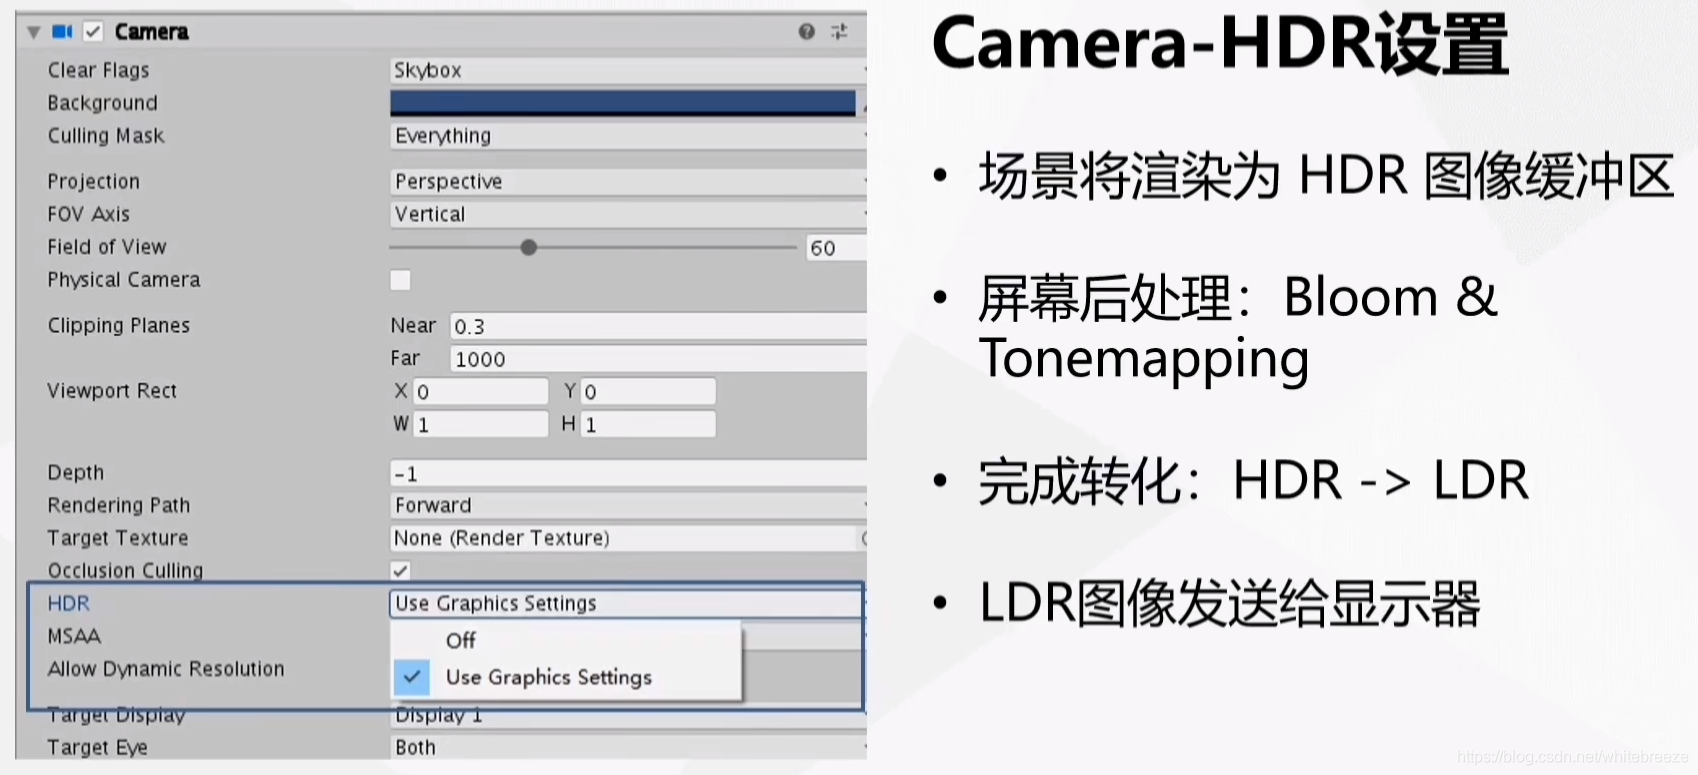 Camera
Clear Flags Skybox
Background
Culling Mask Everything
Projection Perspective
FOV Axis Vertical
Field of View 60
Physical Camera
Clipping Planes Near 0.3
Far 1000
Viewport Rect X 0 Y 0
W 1 H 1
Depth -1
Rendering Path Forward
Target Texture None (Render Texture)
Occlusion Culling
HDR Use Graphics Settings
MSAA Off
Allow Dynamic Resolution Use Graphics Settings
Target Display Display 1
Target Eye Both
Camera-HDR设置
• 场景将渲染为 HDR 图像缓冲区
• 屏幕后处理：Bloom &
Tonemapping
• 完成转化：HDR -> LDR
• LDR图像发送给显示器
https://blog.csdn.net/whitebreeze